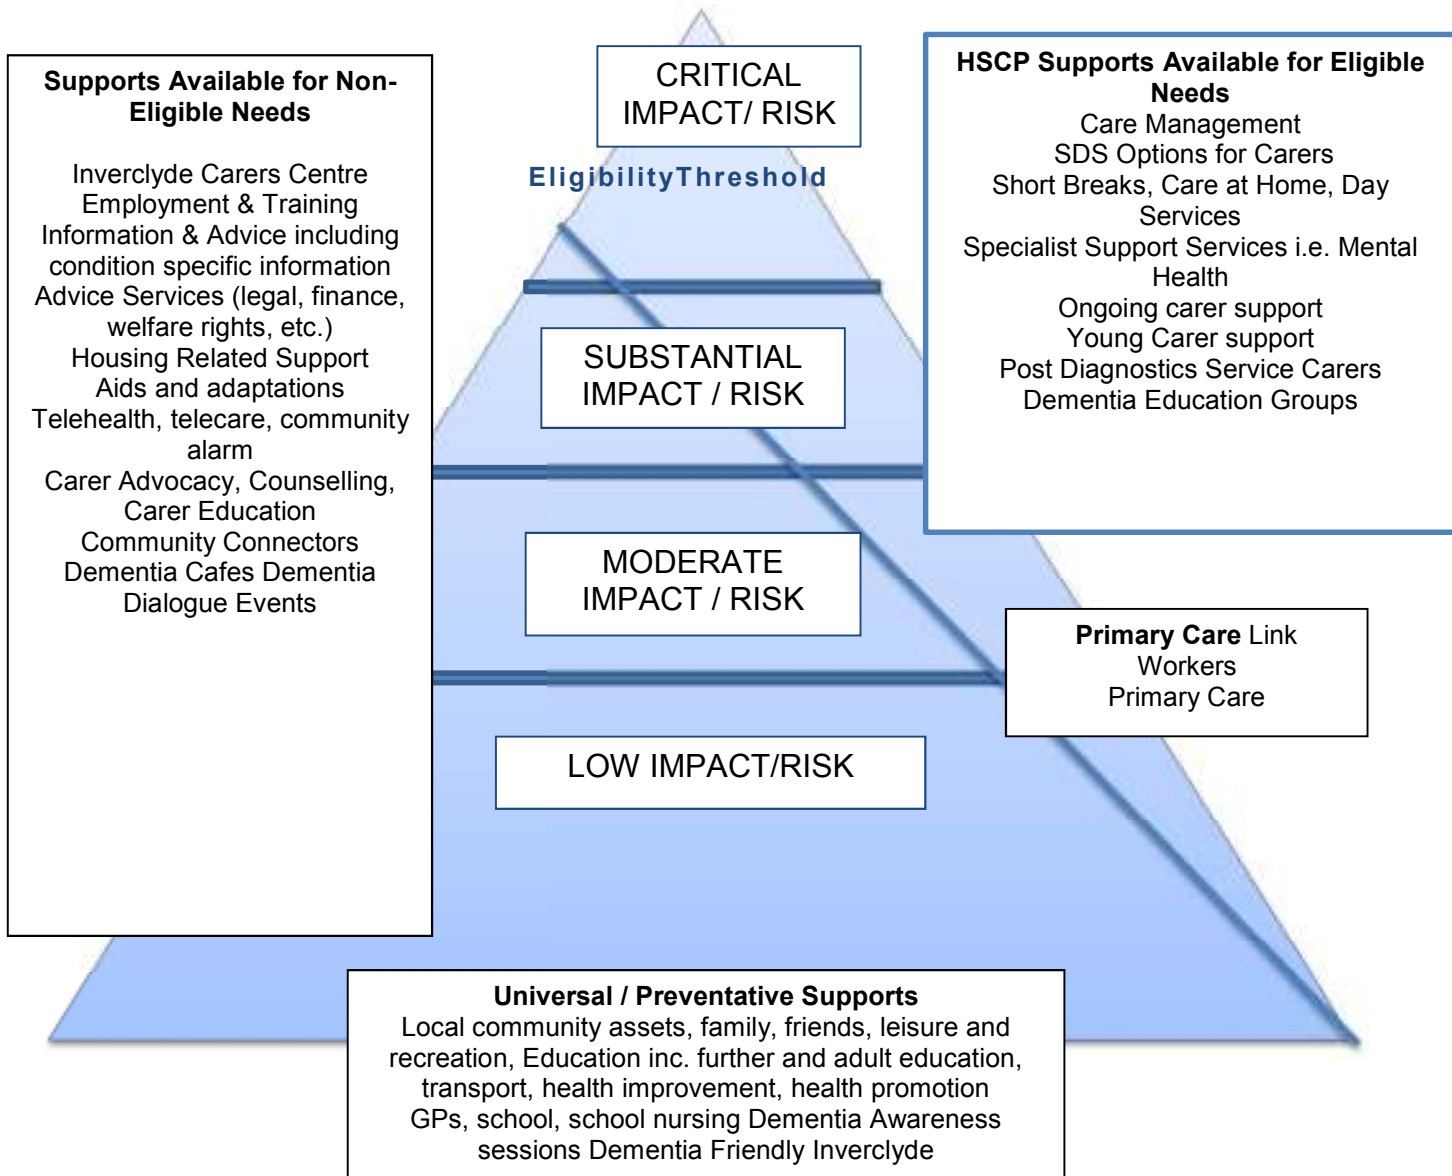 Supports Available for Non-
Eligible Needs
Inverclyde Carers Centre
Employment & Training
Information & Advice including
condition specific information
Advice Services (legal, finance,
welfare rights, etc.)
Housing Related Support
Aids and adaptations
Telehealth, telecare, community
alarm
Carer Advocacy, Counselling,
Carer Education
Community Connectors
Dementia Cafes Dementia
Dialogue Events
CRITICAL
IMPACT/ RISK
EligibilityThreshold
SUBSTANTIAL
IMPACT / RISK
MODERATE
IMPACT / RISK
LOW IMPACT/RISK
HSCP Supports Available for Eligible
Needs
Care Management
SDS Options for Carers
Short Breaks, Care at Home, Day
Services
Specialist Support Services i.e. Mental
Health
Ongoing carer support
Young Carer support
Post Diagnostics Service Carers
Dementia Education Groups
Primary Care Link
Workers
Primary Care
Universal / Preventative Supports
Local community assets, family, friends, leisure and
recreation, Education inc. further and adult education,
transport, health improvement, health promotion
GPs, school, school nursing Dementia Awareness
sessions Dementia Friendly Inverclyde